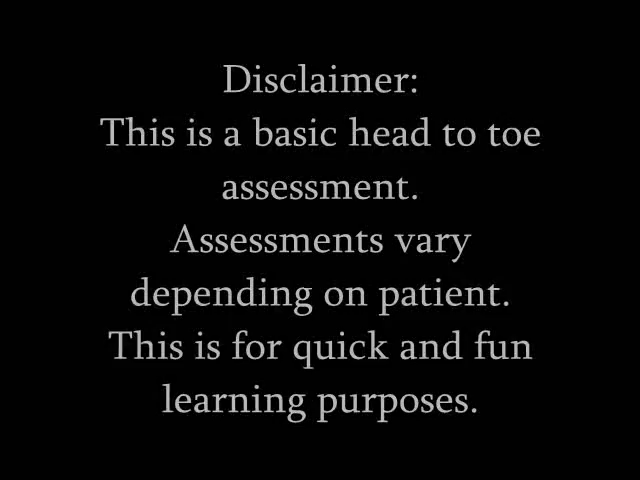 Disclaimer:
This is a basic head to toe
assessment.
Assessments vary
depending on patient.
This is for quick and fun
learning purposes.